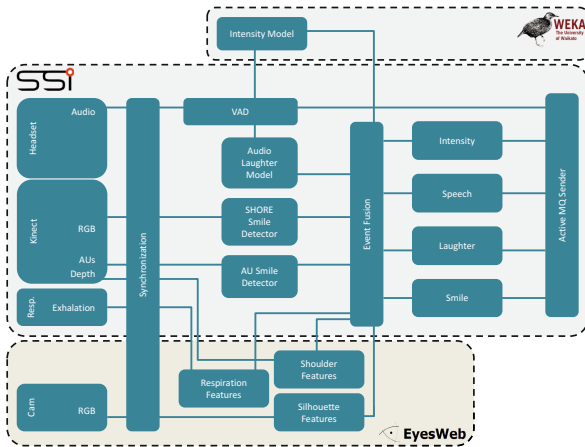 Intensity Model
WEKA
The University
of Waikato
SSI
Headset
Audio
VAD
Audio
Laughter
Model
Kinect
RGB
AUs
Depth
SHORE
Smile
Detector
AU Smile
Detector
Resp.
Exhalation
Synchronization
Event Fusion
Intensity
Speech
Laughter
Smile
Active MQ Sender
Respiration
Features
Shoulder
Features
Silhouette
Features
Cam
RGB
EyesWeb